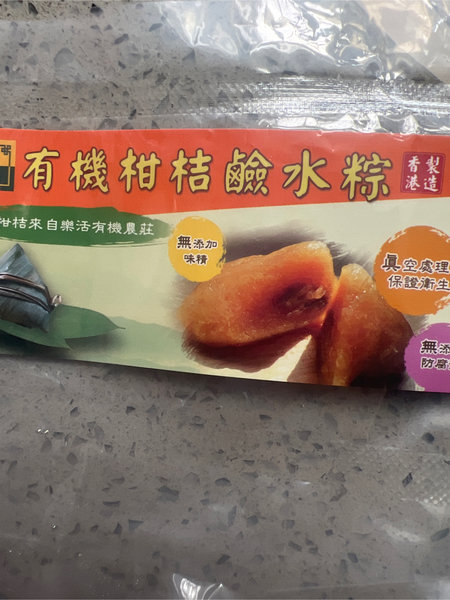 有機柑桔鹼水粽
香港
製造
柑桔來自樂活有機農莊
無添加
味精
真空處理
保證衞生
無添
防腐